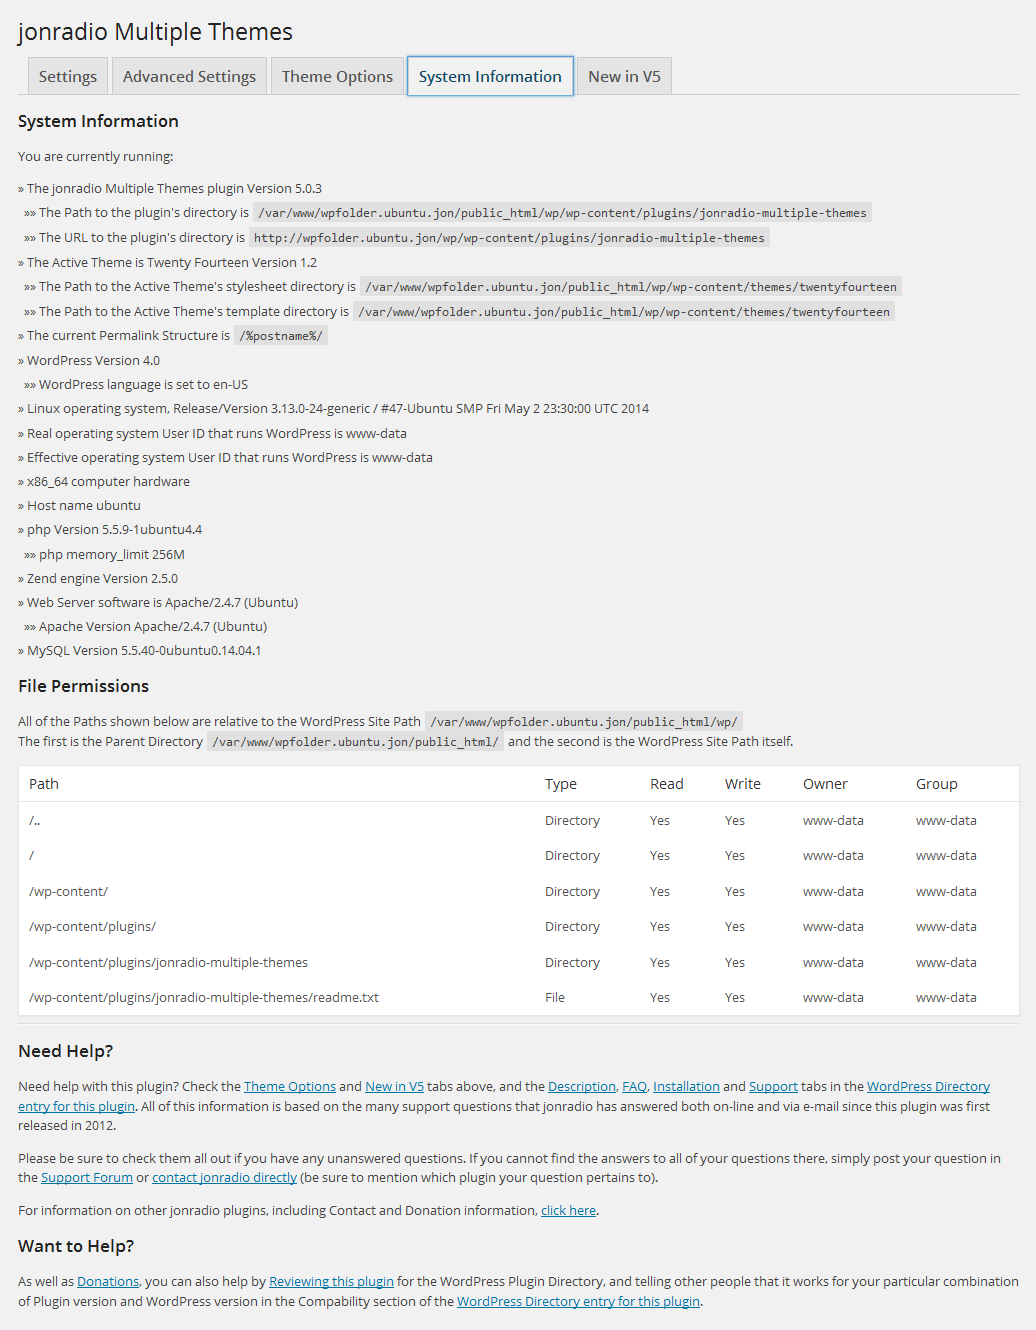 jonradio Multiple Themes
Settings Advanced Settings Theme Options System Information New in V5
System Information
You are currently running:
» The jonradio Multiple Themes plugin Version 5.0.3
»» The Path to the plugin's directory is /var/www/wpfolder.ubuntu.jon/public_html/wp/wp-content/plugins/jonradio-multiple-themes
»» The URL to the plugin's directory is http://wpfolder.ubuntu.jon/wp/wp-content/plugins/jonradio-multiple-themes
» The Active Theme is Twenty Fourteen Version 1.2
»» The Path to the Active Theme's stylesheet directory is /var/www/wpfolder.ubuntu.jon/public_html/wp/wp-content/themes/twentyfourteen
»» The Path to the Active Theme's template directory is /var/www/wpfolder.ubuntu.jon/public_html/wp/wp-content/themes/twentyfourteen
» The current Permalink Structure is /%postname%/
» WordPress Version 4.0
»» WordPress language is set to en-US
» Linux operating system, Release/Version 3.13.0-24-generic / #47-Ubuntu SMP Fri May 2 23:30:00 UTC 2014
» Real operating system User ID that runs WordPress is www-data
» Effective operating system User ID that runs WordPress is www-data
» x86_64 computer hardware
» Host name ubuntu
» php Version 5.5.9-1ubuntu4.4
»» php memory_limit 256M
» Zend engine Version 2.5.0
» Web Server software is Apache/2.4.7 (Ubuntu)
»» Apache Version Apache/2.4.7 (Ubuntu)
» MySQL Version 5.5.40-0ubuntu0.14.04.1
File Permissions
All of the Paths shown below are relative to the WordPress Site Path /var/www/wpfolder.ubuntu.jon/public_html/wp/
The first is the Parent Directory /var/www/wpfolder.ubuntu.jon/public_html/ and the second is the WordPress Site Path itself.
Path Type Read Write Owner Group
/.. Directory Yes Yes www-data www-data
/ Directory Yes Yes www-data www-data
/wp-content/ Directory Yes Yes www-data www-data
/wp-content/plugins/ Directory Yes Yes www-data www-data
/wp-content/plugins/jonradio-multiple-themes Directory Yes Yes www-data www-data
/wp-content/plugins/jonradio-multiple-themes/readme.txt File Yes Yes www-data www-data
Need Help?
Need help with this plugin? Check the Theme Options and New in V5 tabs above, and the Description, FAQ, Installation and Support tabs in the WordPress Directory
entry for this plugin. All of this information is based on the many support questions that jonradio has answered both on-line and via e-mail since this plugin was first
released in 2012.
Please be sure to check them all out if you have any unanswered questions. If you cannot find the answers to all of your questions there, simply post your question in
the Support Forum or contact jonradio directly (be sure to mention which plugin your question pertains to).
For information on other jonradio plugins, including Contact and Donation information, click here.
Want to Help?
As well as Donations, you can also help by Reviewing this plugin for the WordPress Plugin Directory, and telling other people that it works for your particular combination
of Plugin version and WordPress version in the Compability section of the WordPress Directory entry for this plugin.